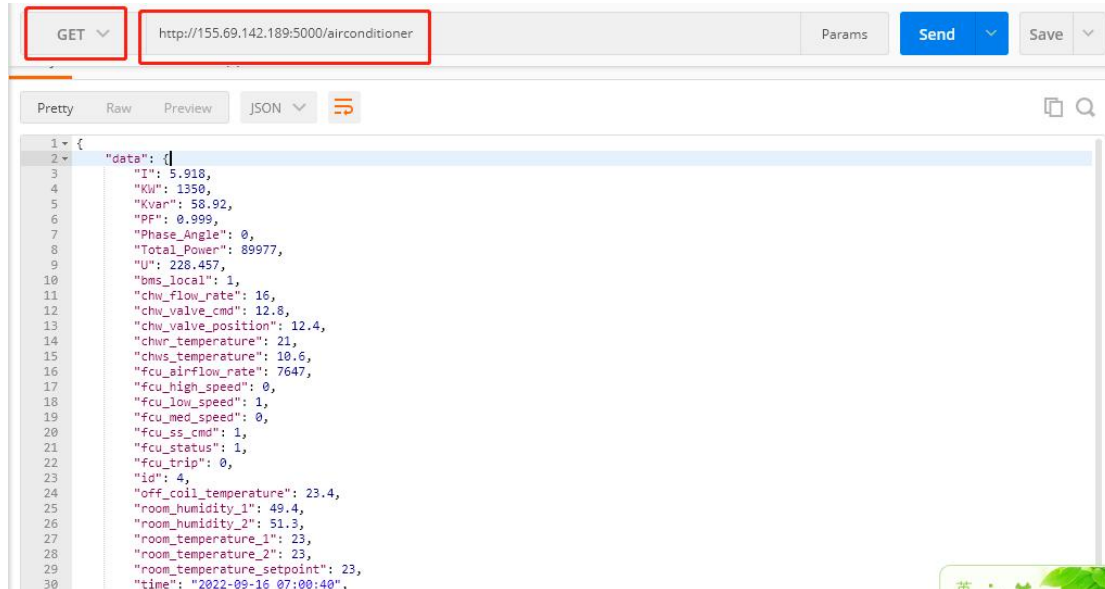 GET http://155.69.142.189:5000/airconditioner Params Send Save
Pretty Raw Preview JSON
1 {
2 "data": {
3 "I": 5.918,
4 "KW": 1350,
5 "Kvar": 58.92,
6 "PF": 0.999,
7 "Phase_Angle": 0,
8 "Total_Power": 89977,
9 "U": 228.457,
10 "bms_local": 1,
11 "chw_flow_rate": 16,
12 "chw_valve_cmd": 12.8,
13 "chw_valve_position": 12.4,
14 "chwr_temperature": 21,
15 "chws_temperature": 10.6,
16 "fcu_airflow_rate": 7647,
17 "fcu_high_speed": 0,
18 "fcu_low_speed": 1,
19 "fcu_med_speed": 0,
20 "fcu_ss_cmd": 1,
21 "fcu_status": 1,
22 "fcu_trip": 0,
23 "id": 4,
24 "off_coil_temperature": 23.4,
25 "room_humidity_1": 49.4,
26 "room_humidity_2": 51.3,
27 "room_temperature_1": 23,
28 "room_temperature_2": 23,
29 "room_temperature_setpoint": 23,
30 "time": "2022-09-16 07:00:40",
英